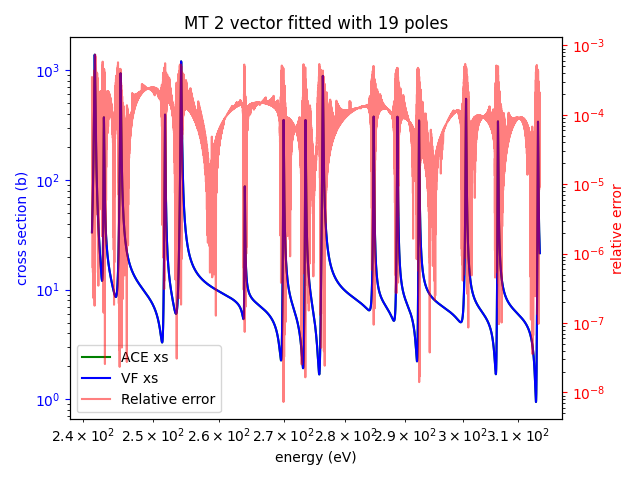 MT 2 vector fitted with 19 poles
10³
10²
10¹
10⁰
cross section (b)
10⁻³
10⁻⁴
10⁻⁵
10⁻⁶
10⁻⁷
10⁻⁸
relative error
ACE xs
VF xs
Relative error
2.4 × 10² 2.5 × 10² 2.6 × 10² 2.7 × 10² 2.8 × 10² 2.9 × 10² 3 × 10² 3.1 × 10²
energy (eV)